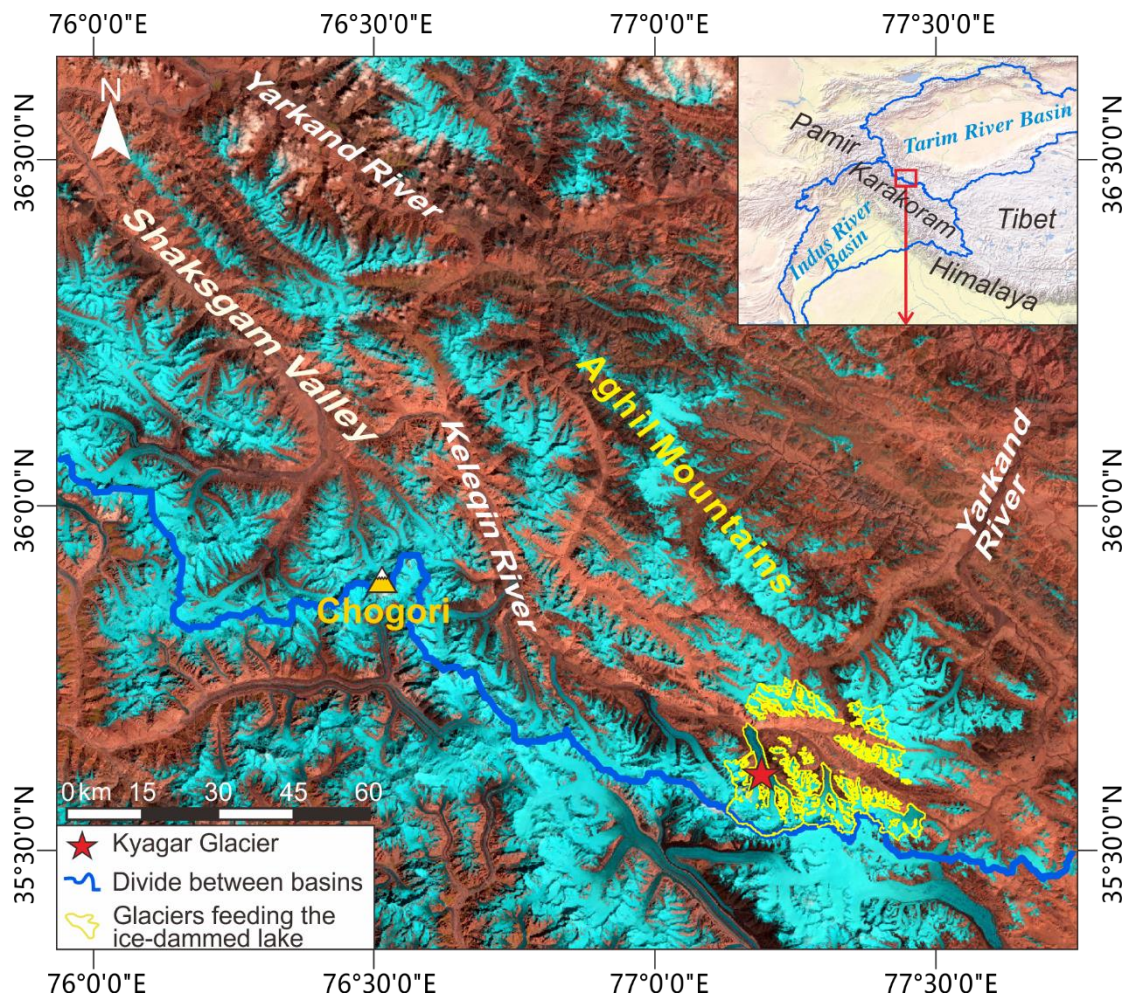 76°0'0"E
76°30'0"E
77°0'0"E
77°30'0"E
36°30'0"N
36°0'0"N
35°30'0"N
36°30'0"N
36°0'0"N
35°30'0"N
N
Yarkand River
Shaksgam Valley
Keleqin River
Aghil Mountains
Yarkand
River
Chogori
Pamir
Tarim River Basin
Karakoram
Tibet
Indus River
Basin
Himalaya
0 km 15 30 45 60
Kyagar Glacier
Divide between basins
Glaciers feeding the
ice-dammed lake
76°0'0"E
76°30'0"E
77°0'0"E
77°30'0"E